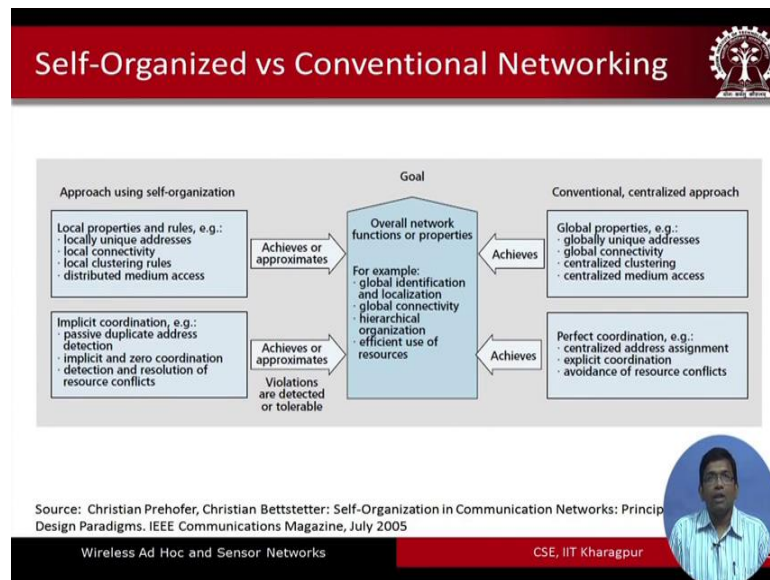 Self-Organized vs Conventional Networking
Goal
Approach using self-organization
Conventional, centralized approach
Local properties and rules, e.g.:
· locally unique addresses
· local connectivity
· local clustering rules
· distributed medium access
Achieves or
approximates
Overall network
functions or properties
For example:
· global identification
and localization
· global connectivity
· hierarchical
organization
· efficient use of
resources
Achieves
Global properties, e.g.:
· globally unique addresses
· global connectivity
· centralized clustering
· centralized medium access
Implicit coordination, e.g.:
· passive duplicate address
detection
· implicit and zero coordination
· detection and resolution of
resource conflicts
Achieves or
approximates
Violations
are detected
or tolerable
Achieves
Perfect coordination, e.g.:
· centralized address assignment
· explicit coordination
· avoidance of resource conflicts
Source: Christian Prehofer, Christian Bettstetter: Self-Organization in Communication Networks: Princip
Design Paradigms. IEEE Communications Magazine, July 2005
Wireless Ad Hoc and Sensor Networks
CSE, IIT Kharagpur